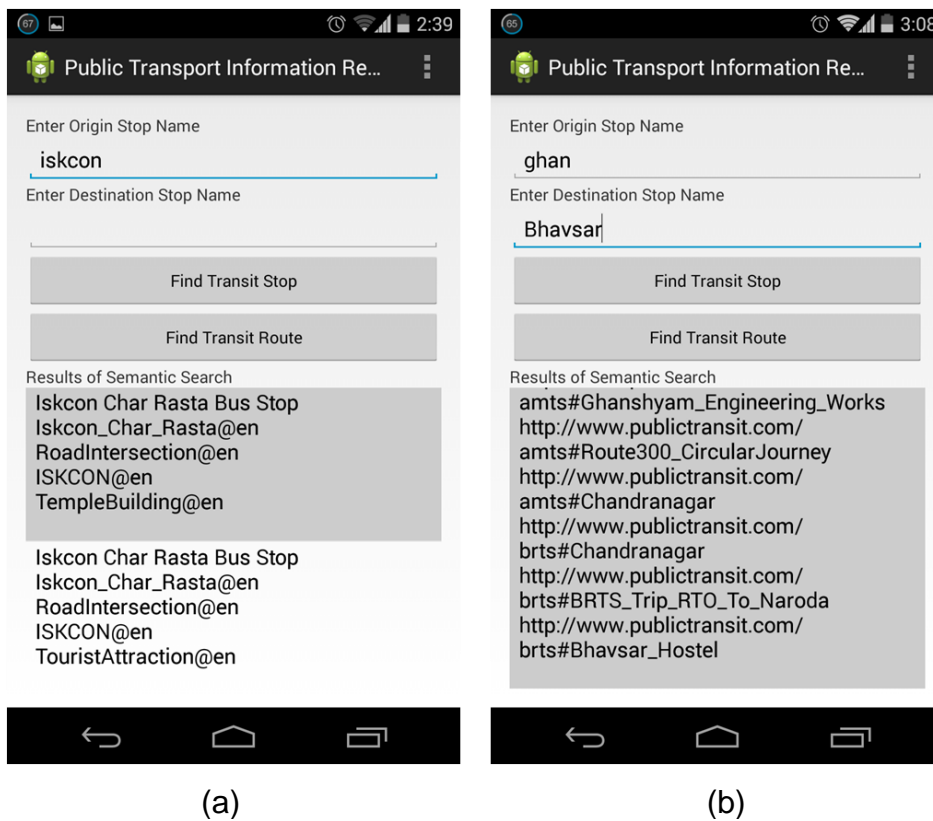 67
2:39
Public Transport Information Re...
Enter Origin Stop Name
iskcon
Enter Destination Stop Name
Find Transit Stop
Find Transit Route
Results of Semantic Search
Iskcon Char Rasta Bus Stop
Iskcon_Char_Rasta@en
RoadIntersection@en
ISKCON@en
TempleBuilding@en
Iskcon Char Rasta Bus Stop
Iskcon_Char_Rasta@en
RoadIntersection@en
ISKCON@en
TouristAttraction@en
(a)
65
3:08
Public Transport Information Re...
Enter Origin Stop Name
ghan
Enter Destination Stop Name
Bhavsar
Find Transit Stop
Find Transit Route
Results of Semantic Search
amts#Ghanshyam_Engineering_Works
http://www.publictransit.com/
amts#Route300_CircularJourney
http://www.publictransit.com/
amts#Chandranagar
http://www.publictransit.com/
brts#Chandranagar
http://www.publictransit.com/
brts#BRTS_Trip_RTO_To_Naroda
http://www.publictransit.com/
brts#Bhavsar_Hostel
(b)